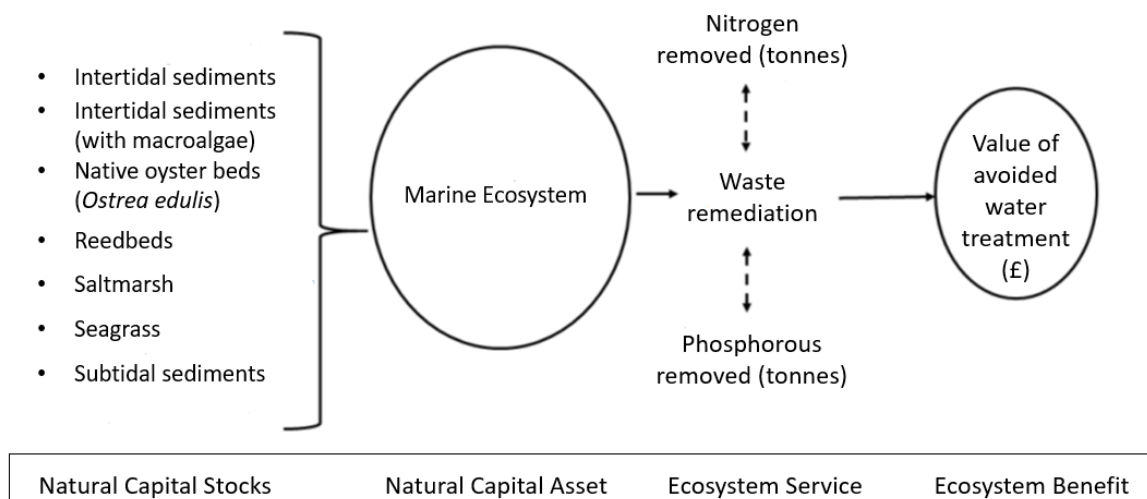 • Intertidal sediments
• Intertidal sediments
(with macroalgae)
• Native oyster beds
(Ostrea edulis)
• Reedbeds
• Saltmarsh
• Seagrass
• Subtidal sediments
Marine Ecosystem
Nitrogen
removed (tonnes)
Waste
remediation
Phosphorous
removed (tonnes)
Value of
avoided
water
treatment
(£)
Natural Capital Stocks
Natural Capital Asset
Ecosystem Service
Ecosystem Benefit